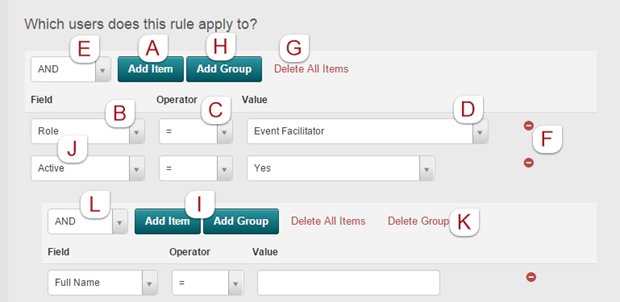 Which users does this rule apply to?
E A H G
AND Add Item Add Group Delete All Items
Field Operator Value
B C D
Role = Event Facilitator
F
J
Active = Yes
L I K
AND Add Item Add Group Delete All Items Delete Group
Field Operator Value
Full Name =